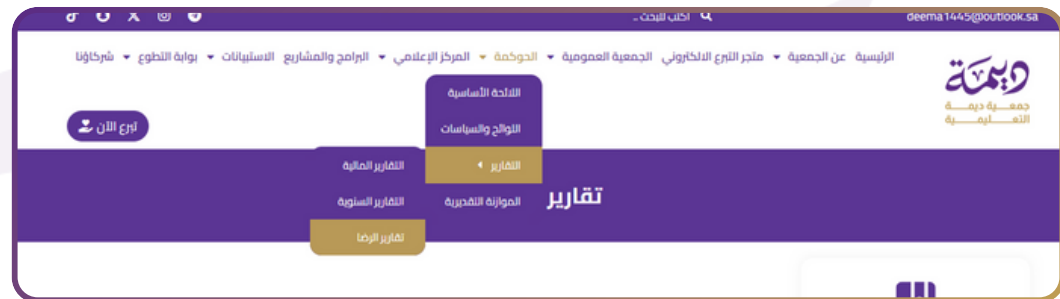 deema1445@outlook.sa
اكتب للبحث ..
الرئيسية عن الجمعية متجر التبرع الالكتروني الجمعية العمومية الحوكمة المركز الإعلامي البرامج والمشاريع الاستبيانات بوابة التطوع شركاؤنا
ديمة
جمعية ديمة
التعليمية
اللائحة الأساسية
تبرع الآن
اللوائح والسياسات
التقارير
التقارير المالية
تقارير
الموازنة التقديرية
التقارير السنوية
تقارير الرضا